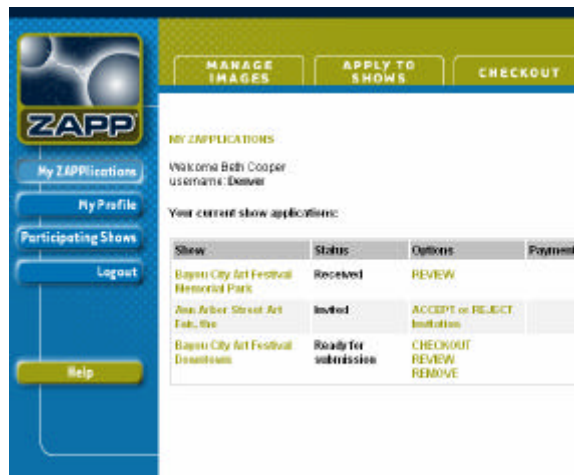 MANAGE IMAGES
APPLY TO SHOWS
CHECKOUT
ZAPP
My ZAPPlications
My Profile
Participating Shows
Logout
Help
MY ZAPPLICATIONS
Welcome Beth Cooper
username: Denver
Your current show applications:
Show Status Options Payment
Bayou City Art Festival Received REVIEW
Memorial Park
Ann Arbor Street Art Invited ACCEPT or REJECT
Fair, the Invitation
Bayou City Art Festival Ready for CHECKOUT
Downtown submission REVIEW
REMOVE